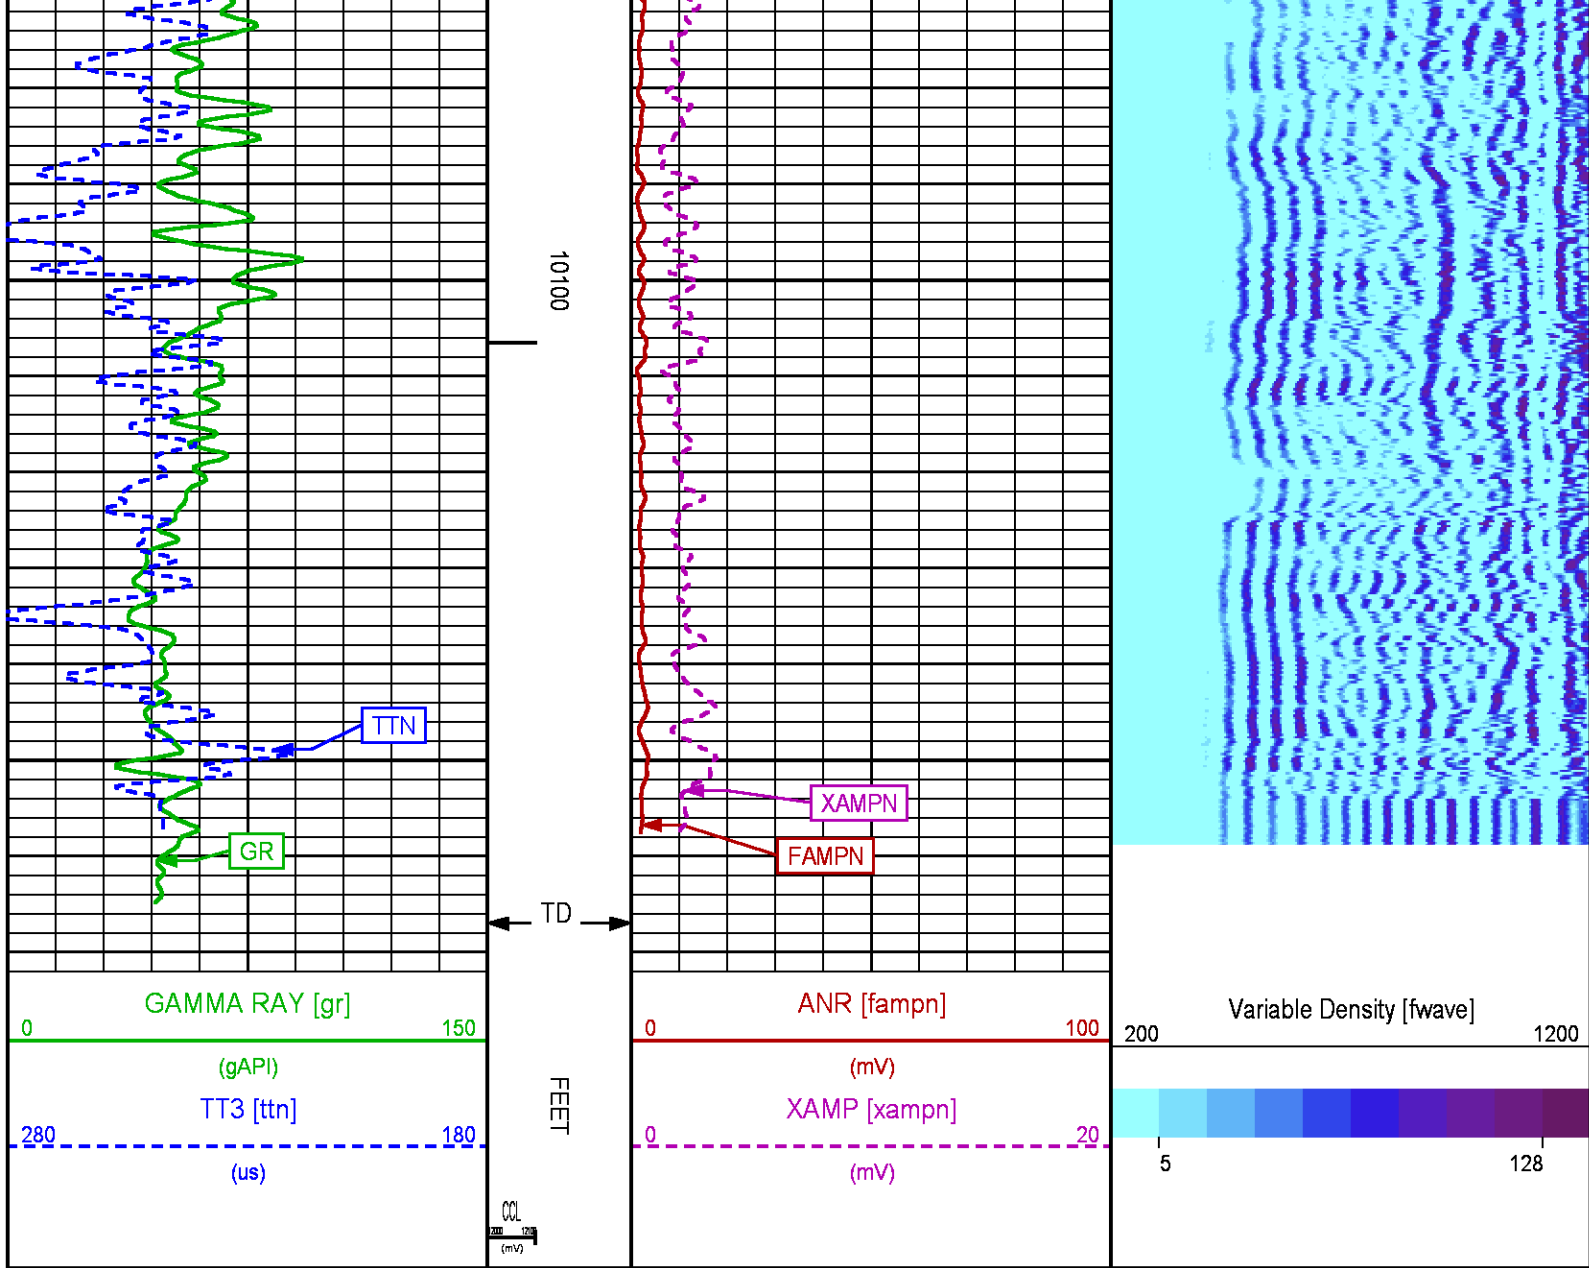 10100
TTN
XAMPN
GR
FAMPN
TD
GAMMA RAY [gr]
0 150
(gAPI)
TT3 [ttn]
280 180
(us)
FEET
CCL
(mV)
ANR [fampn]
0 100
(mV)
XAMP [xampn]
0 20
(mV)
Variable Density [fwave]
200 1200
5 128